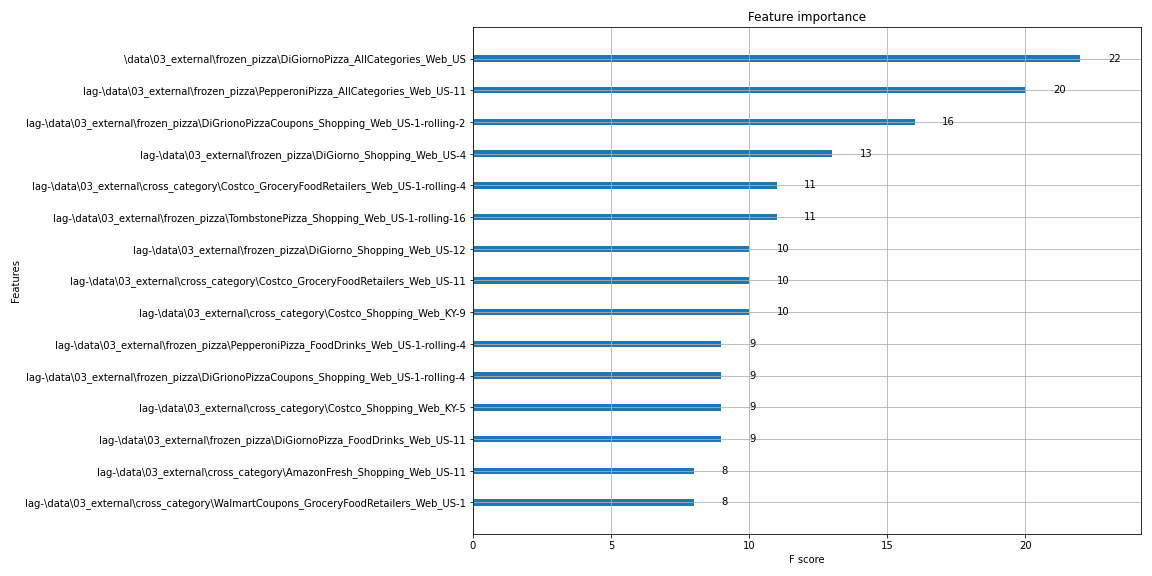 Feature importance
\data\03_external\frozen_pizza\DiGiornoPizza_AllCategories_Web_US 22
lag-\data\03_external\frozen_pizza\PepperoniPizza_AllCategories_Web_US-11 20
lag-\data\03_external\frozen_pizza\DiGrionoPizzaCoupons_Shopping_Web_US-1-rolling-2 16
lag-\data\03_external\frozen_pizza\DiGiorno_Shopping_Web_US-4 13
lag-\data\03_external\cross_category\Costco_GroceryFoodRetailers_Web_US-1-rolling-4 11
lag-\data\03_external\frozen_pizza\TombstonePizza_Shopping_Web_US-1-rolling-16 11
lag-\data\03_external\frozen_pizza\DiGiorno_Shopping_Web_US-12 10
lag-\data\03_external\cross_category\Costco_GroceryFoodRetailers_Web_US-11 10
lag-\data\03_external\cross_category\Costco_Shopping_Web_KY-9 10
lag-\data\03_external\frozen_pizza\PepperoniPizza_FoodDrinks_Web_US-1-rolling-4 9
lag-\data\03_external\frozen_pizza\DiGrionoPizzaCoupons_Shopping_Web_US-1-rolling-4 9
lag-\data\03_external\cross_category\Costco_Shopping_Web_KY-5 9
lag-\data\03_external\frozen_pizza\DiGiornoPizza_FoodDrinks_Web_US-11 9
lag-\data\03_external\cross_category\AmazonFresh_Shopping_Web_US-11 8
lag-\data\03_external\cross_category\WalmartCoupons_GroceryFoodRetailers_Web_US-1 8
Features
0 5 10 15 20
F score